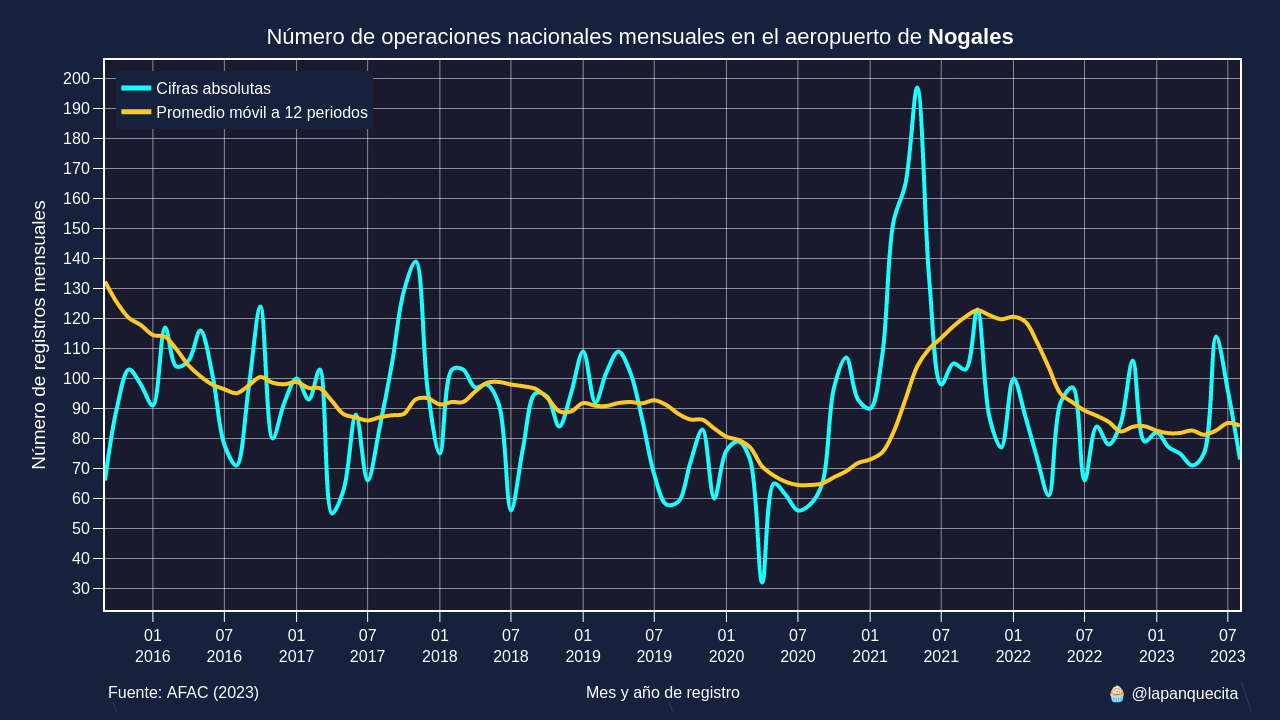 Número de operaciones nacionales mensuales en el aeropuerto de Nogales
Cifras absolutas
Promedio móvil a 12 periodos
Número de registros mensuales
200
190
180
170
160
150
140
130
120
110
100
90
80
70
60
50
40
30
01 07 01 07 01 07 01 07 01 07 01 07 01 07 01 07
2016 2016 2017 2017 2018 2018 2019 2019 2020 2020 2021 2021 2022 2022 2023 2023
Fuente: AFAC (2023)
Mes y año de registro
🧁 @lapanquecita